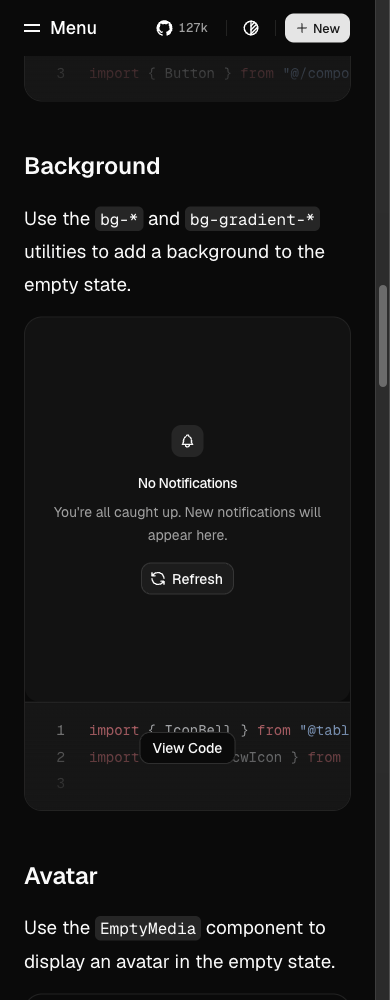 Menu 127k + New
3 import { Button } from "@/compo
Background
Use the bg-* and bg-gradient-*
utilities to add a background to the
empty state.
No Notifications
You're all caught up. New notifications will
appear here.
Refresh
1 import { IconBell } from "@tabl
2 import cwIcon } from
View Code
3
Avatar
Use the EmptyMedia component to
display an avatar in the empty state.